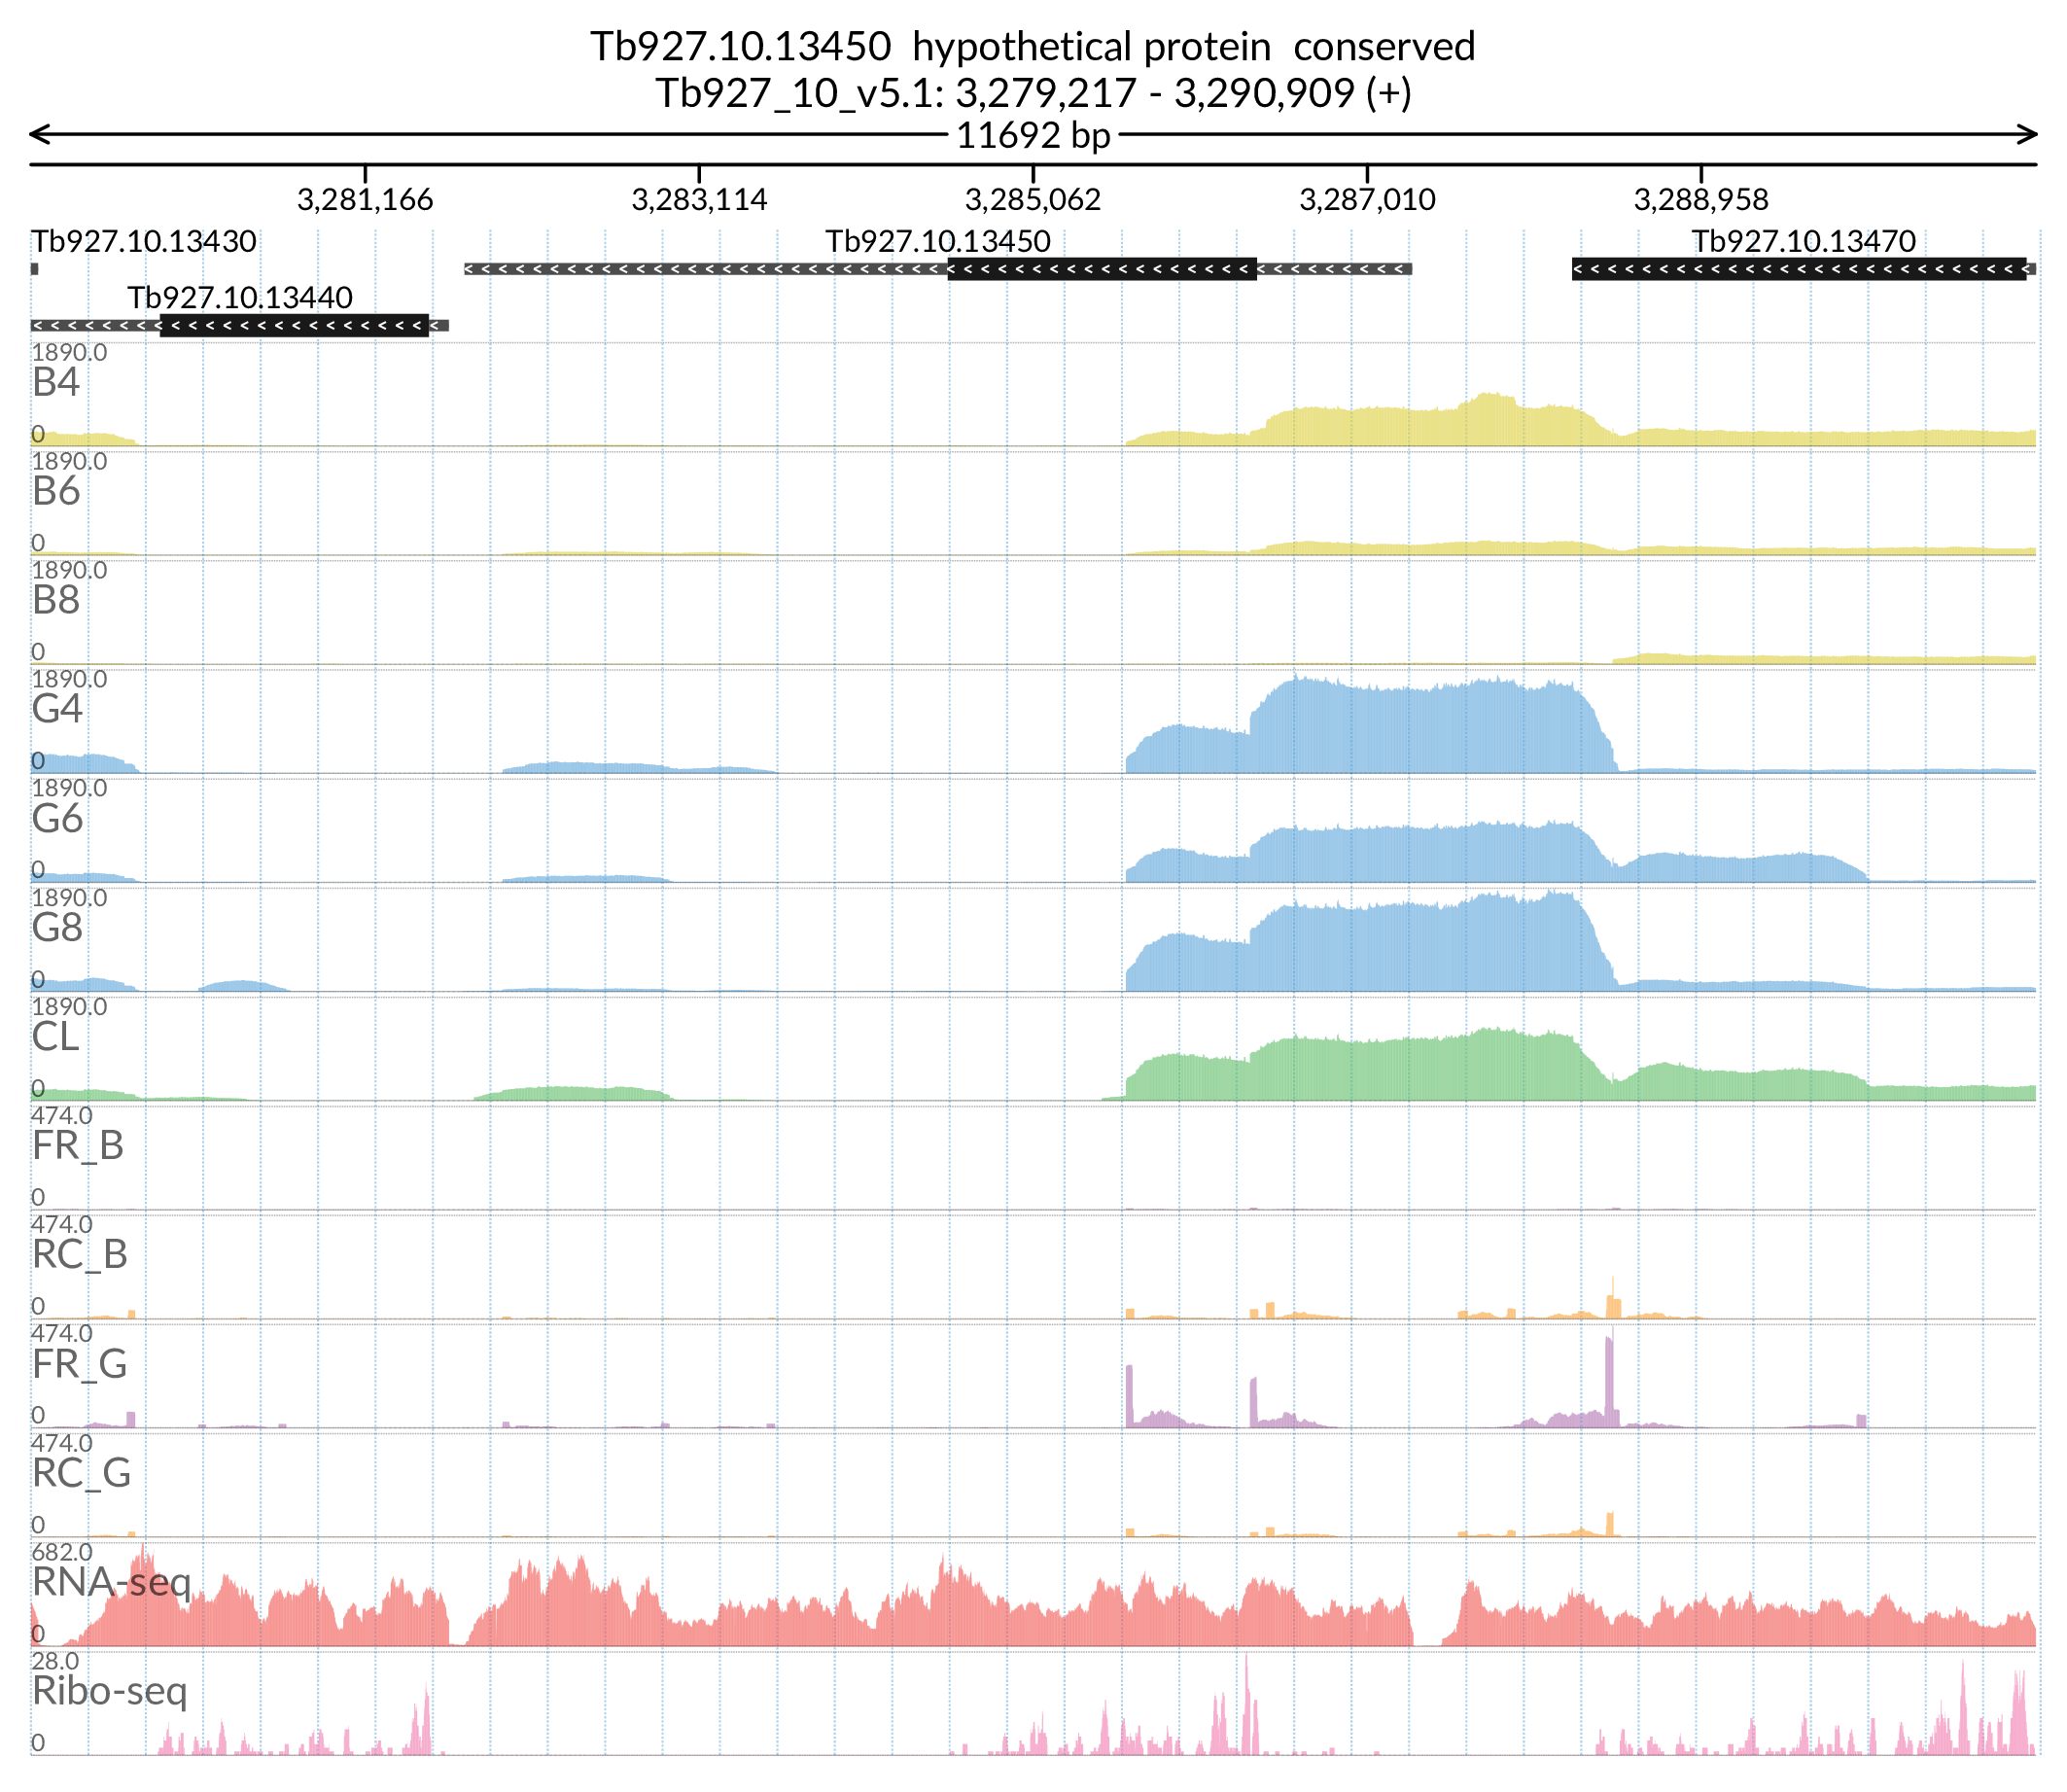 Tb927.10.13450  hypothetical protein  conserved
Tb927_10_v5.1: 3,279,217 - 3,290,909 (+)
11692 bp
3,281,166 3,283,114 3,285,062 3,287,010 3,288,958
Tb927.10.13430 Tb927.10.13450 Tb927.10.13470
Tb927.10.13440
1890.0
B4
0
1890.0
B6
0
1890.0
B8
0
1890.0
G4
0
1890.0
G6
0
1890.0
G8
0
1890.0
CL
0
474.0
FR_B
0
474.0
RC_B
0
474.0
FR_G
0
474.0
RC_G
0
682.0
RNA-seq
0
28.0
Ribo-seq
0